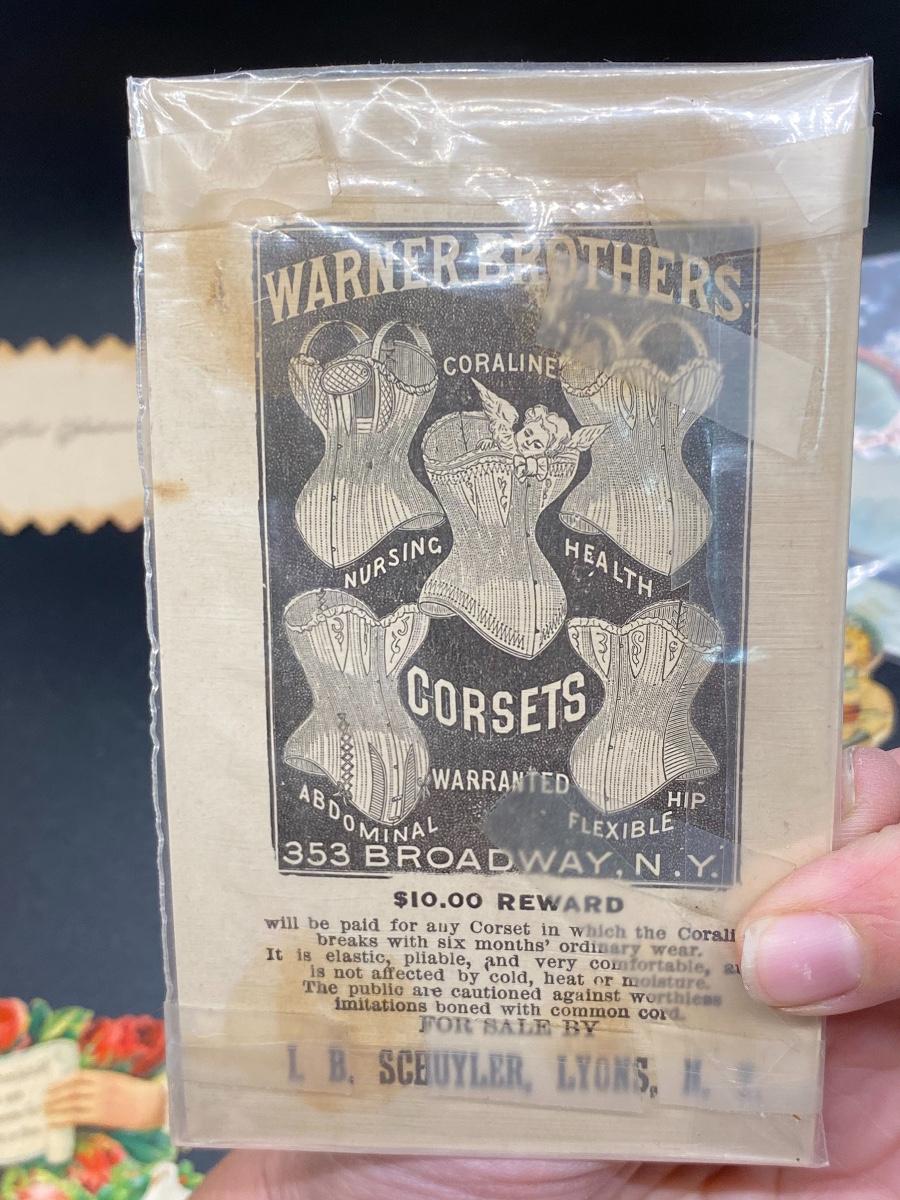 WARNER BROTHERS
CORALINE
NURSING
HEALTH
CORSETS
WARRANTED
ABDOMINAL
HIP
FLEXIBLE
353 BROADWAY, N.Y.
$10.00 REWARD
will be paid for any Corset in which the Corali
breaks with six months' ordinary wear.
It is elastic, pliable, and very comfortable,
is not affected by cold, heat or moisture.
The public are cautioned against worthless
imitations boned with common cord.
FOR SALE BY
B. SCHUYLER, LYONS, N.